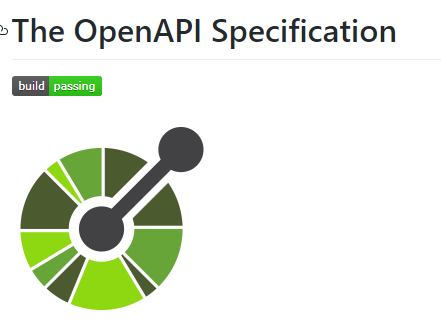 The OpenAPI Specification
build passing